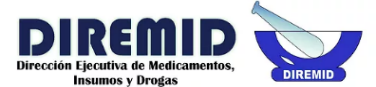 DIREMID
Dirección Ejecutiva de Medicamentos,
Insumos y Drogas
DIREMID